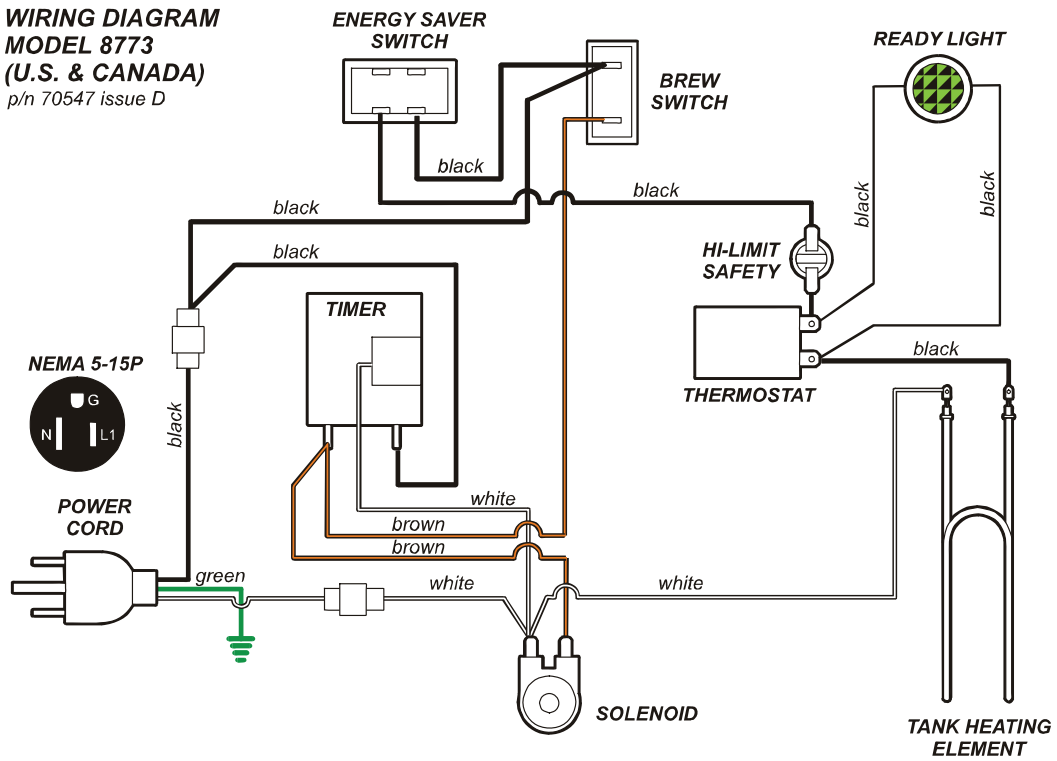 WIRING DIAGRAM
MODEL 8773
(U.S. & CANADA)
p/n 70547 issue D
ENERGY SAVER
SWITCH
BREW
SWITCH
READY LIGHT
black
black
black
black
black
black
HI-LIMIT
SAFETY
TIMER
NEMA 5-15P
G
N
L1
black
THERMOSTAT
black
POWER
CORD
white
brown
brown
green
white
white
SOLENOID
TANK HEATING
ELEMENT